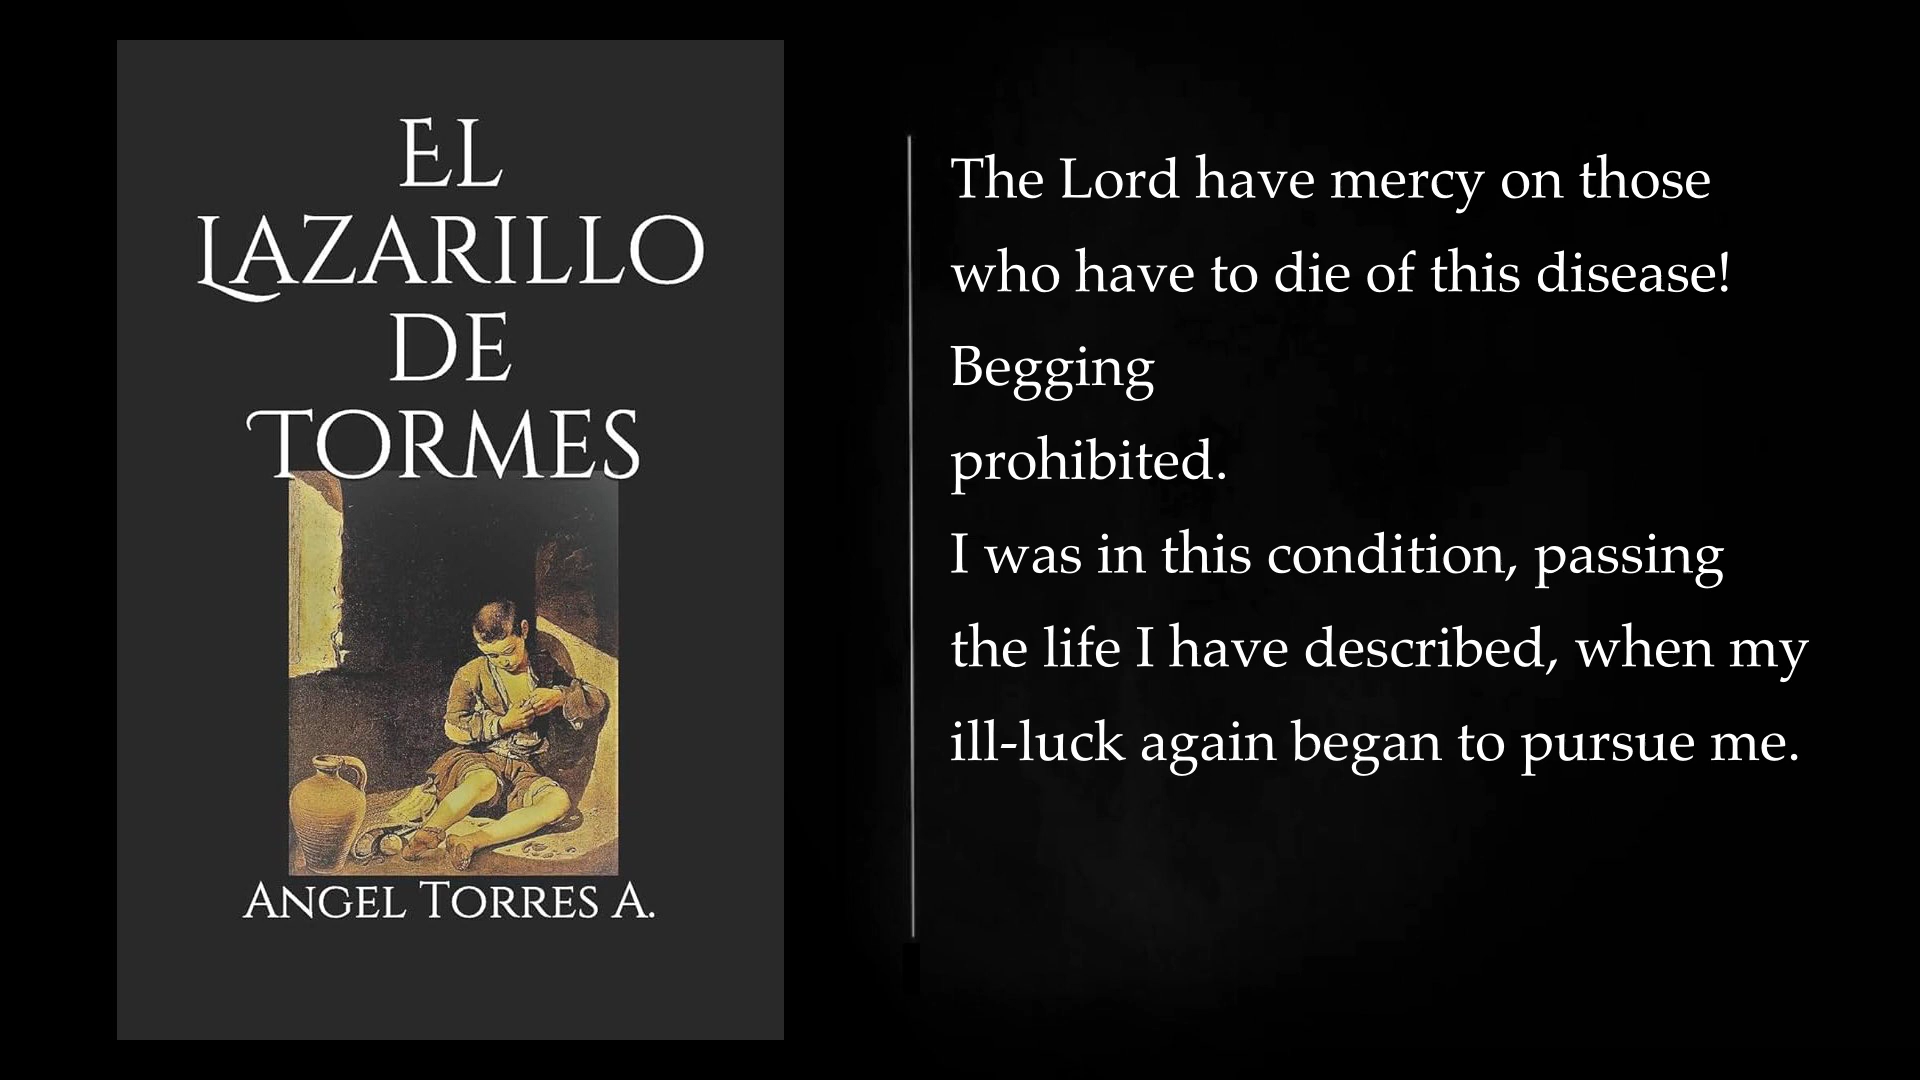 EL
LAZARILLO
DE
TORMES
ANGEL TORRES A.
The Lord have mercy on those
who have to die of this disease!
Begging
prohibited.
I was in this condition, passing
the life I have described, when my
ill-luck again began to pursue me.